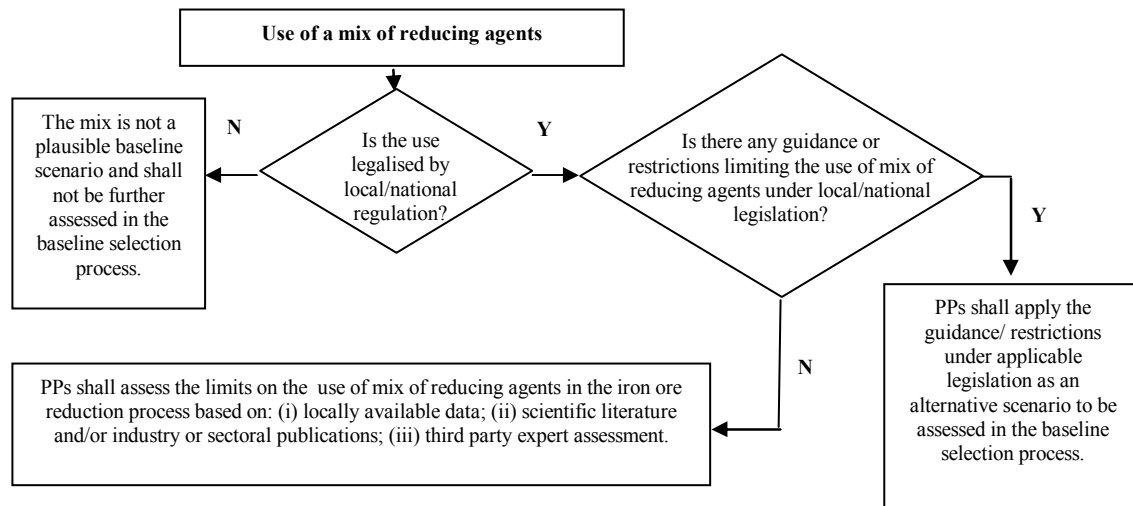 Use of a mix of reducing agents
The mix is not a
plausible baseline
scenario and shall
not be further
assessed in the
baseline selection
process.
N
Is the use
legalised by
local/national
regulation?
Y
Is there any guidance or
restrictions limiting the use of mix of
reducing agents under local/national
legislation?
Y
N
PPs shall apply the
guidance/ restrictions
under applicable
legislation as an
alternative scenario to be
assessed in the baseline
selection process.
PPs shall assess the limits on the use of mix of reducing agents in the iron ore
reduction process based on: (i) locally available data; (ii) scientific literature
and/or industry or sectoral publications; (iii) third party expert assessment.